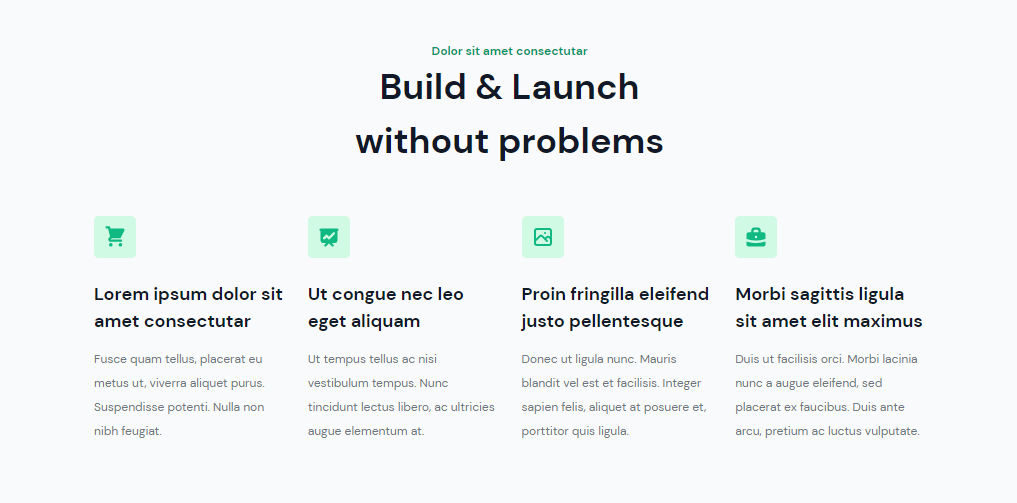 Dolor sit amet consectutar
Build & Launch
without problems
Lorem ipsum dolor sit
amet consectutar
Fusce quam tellus, placerat eu
metus ut, viverra aliquet purus.
Suspendisse potenti. Nulla non
nibh feugiat.
Ut congue nec leo
eget aliquam
Ut tempus tellus ac nisi
vestibulum tempus. Nunc
tincidunt lectus libero, ac ultricies
augue elementum at.
Proin fringilla eleifend
justo pellentesque
Donec ut ligula nunc. Mauris
blandit vel est et facilisis. Integer
sapien felis, aliquet at posuere et,
porttitor quis ligula.
Morbi sagittis ligula
sit amet elit maximus
Duis ut facilisis orci. Morbi lacinia
nunc a augue eleifend, sed
placerat ex faucibus. Duis ante
arcu, pretium ac luctus vulputate.